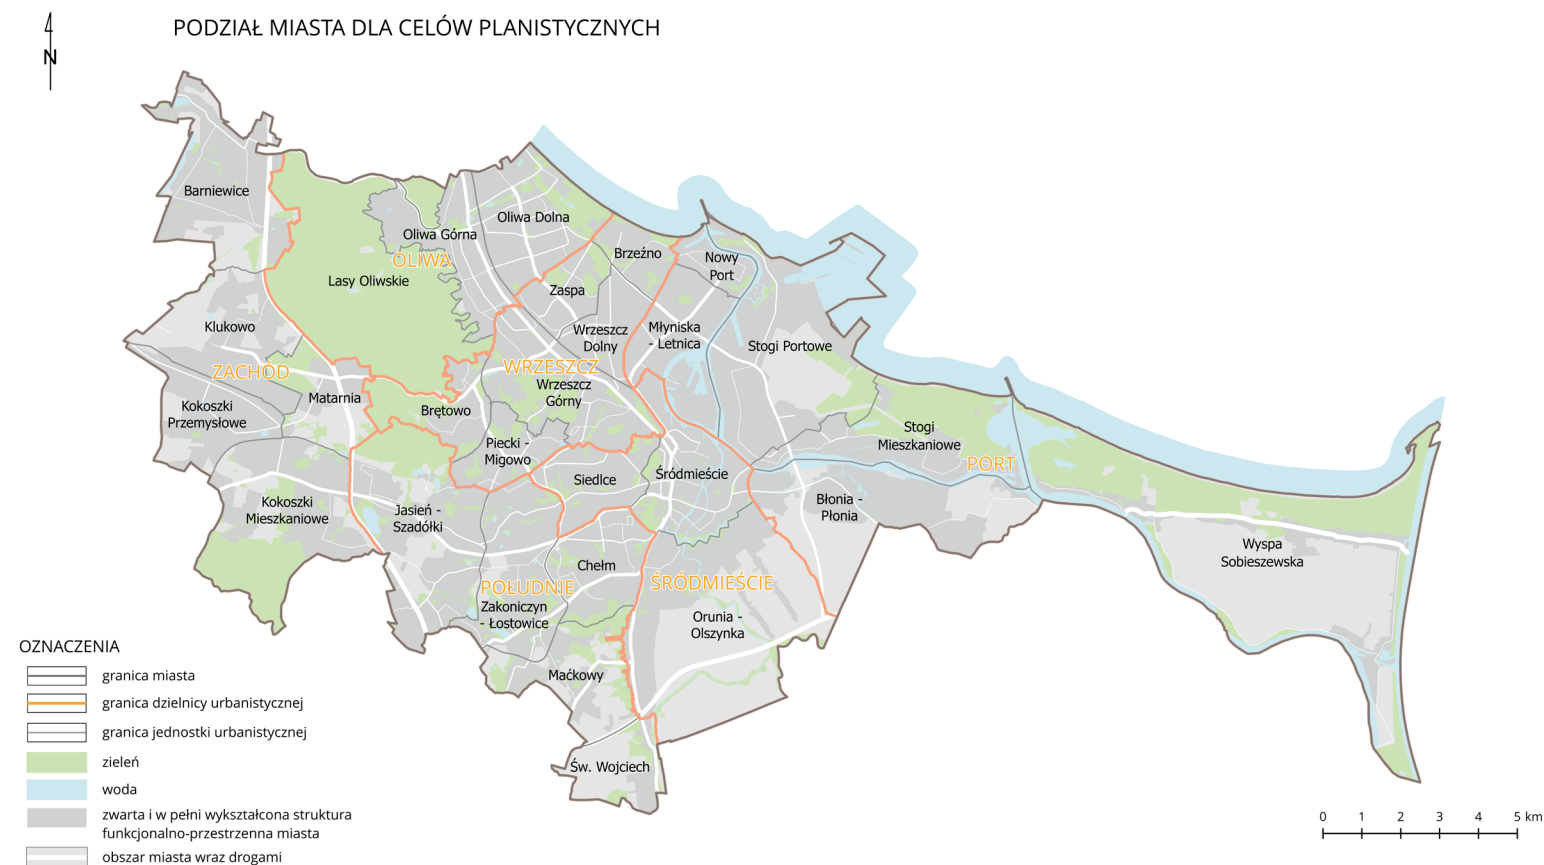 PODZIAŁ MIASTA DLA CELÓW PLANISTYCZNYCH
N
Barniewice
Oliwa Dolna
Oliwa Górna
OLIWA
Lasy Oliwskie
Brzeźno
Nowy
Port
Zaspa
Klukowo
Wrzeszcz
Dolny
Młyniska
- Letnica
Stogi Portowe
ZACHÓD
WRZESZCZ
Wrzeszcz
Górny
Matarnia
Kokoszki
Przemysłowe
Brętowo
Stogi
Mieszkaniowe
Piecki -
Migowo
PORT
Siedlce
Śródmieście
Kokoszki
Mieszkaniowe
Jasień -
Szadółki
Błonia -
Płonia
Wyspa
Sobieszewska
Chełm
POŁUDNIE
ŚRÓDMIEŚCIE
Zakoniczyn
- Łostowice
Orunia -
Olszynka
Maćkowy
Św. Wojciech
OZNACZENIA
granica miasta
granica dzielnicy urbanistycznej
granica jednostki urbanistycznej
zieleń
woda
zwarta i w pełni wykształcona struktura
funkcjonalno-przestrzenna miasta
obszar miasta wraz drogami
0 1 2 3 4 5 km